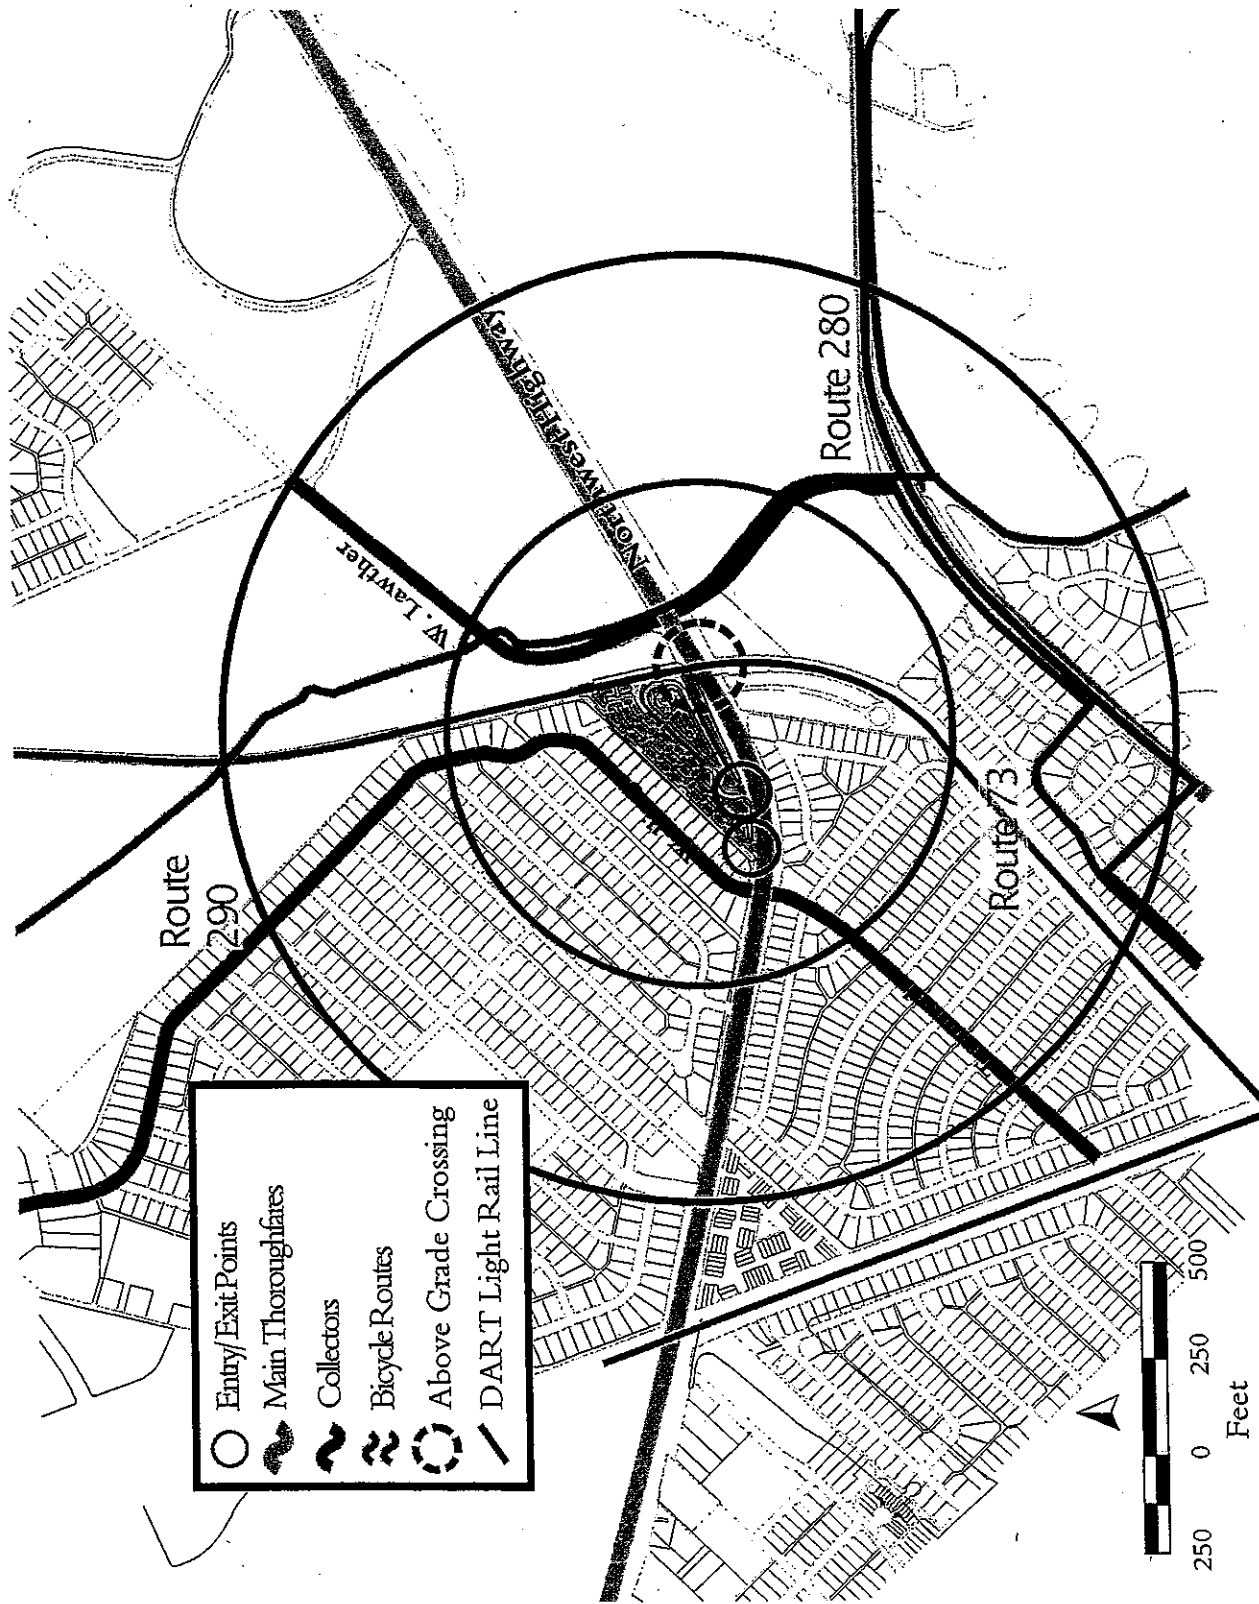 Entry/Exit Points
Main Thoroughfares
Collectors
Bicycle Routes
Above Grade Crossing
DART Light Rail Line
Route
290
W. Lawther
Northwest Highway
Route 280
Route 73
250 0 250 500
Feet